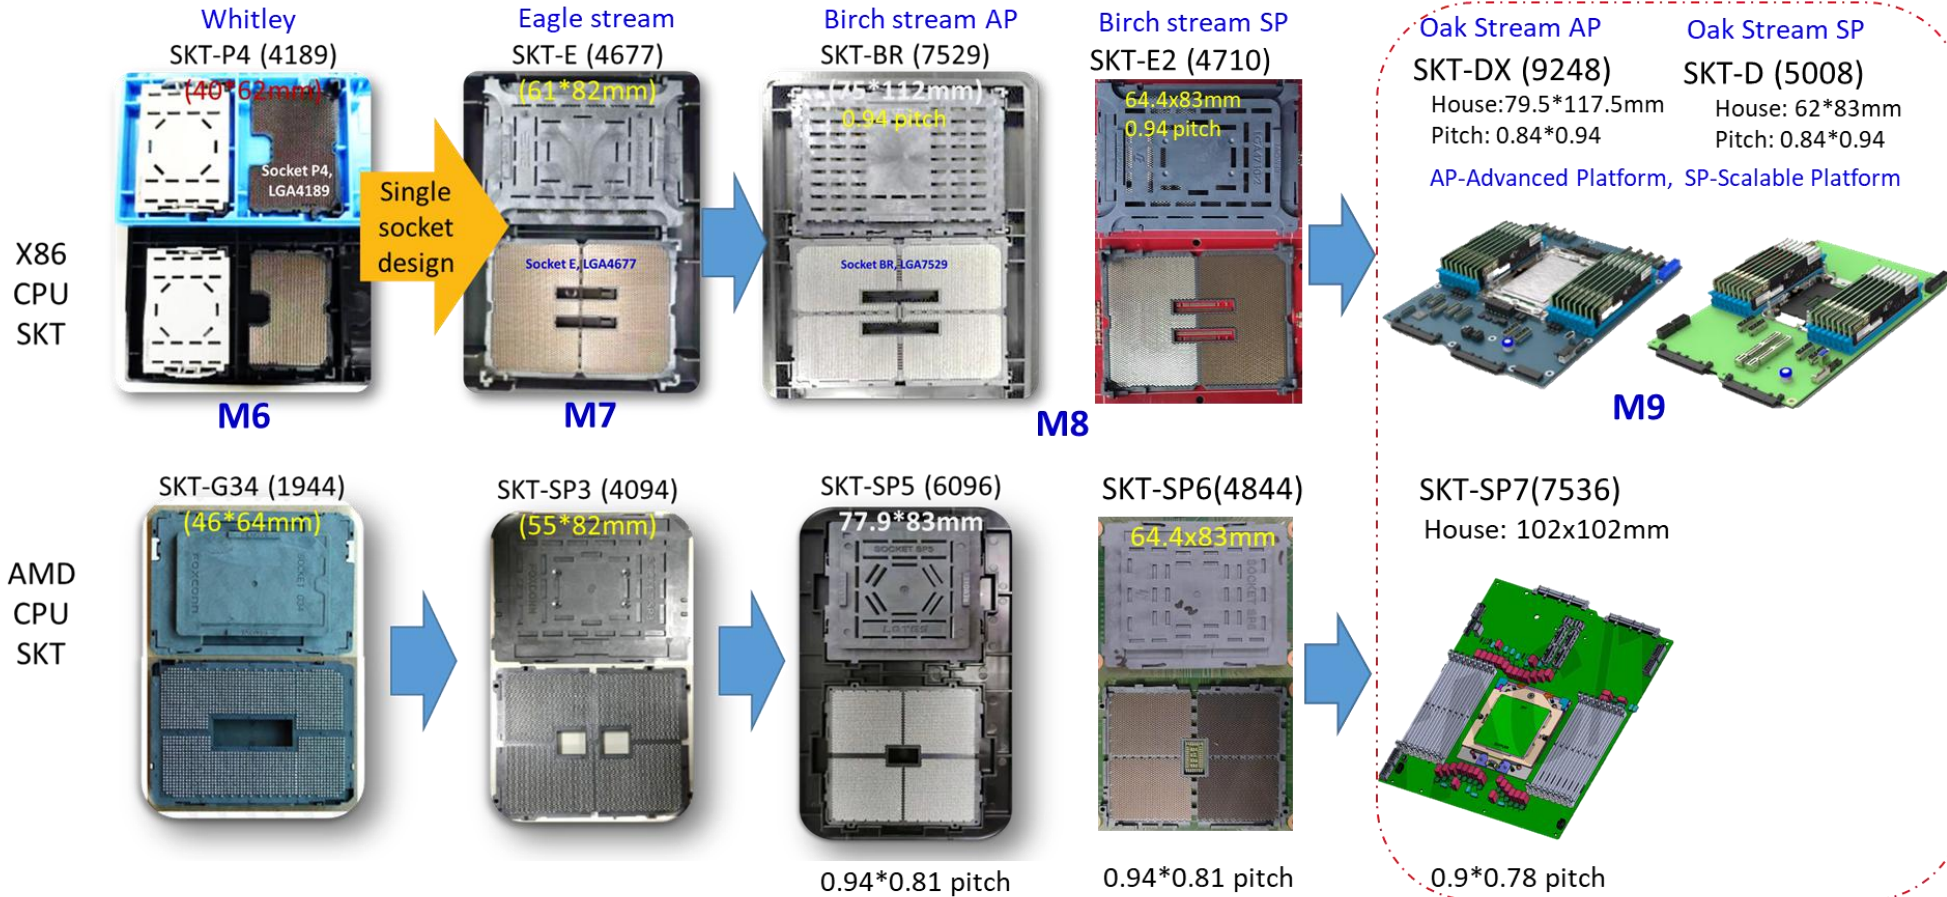 Whitley
SKT-P4 (4189)
(40*62mm)
Socket P4,
LGA4189
Eagle stream
SKT-E (4677)
(61*82mm)
Socket E, LGA4677
Birch stream AP
SKT-BR (7529)
(75*112mm)
0.94 pitch
Socket BR, LGA7529
Birch stream SP
SKT-E2 (4710)
64.4x83mm
0.94 pitch
Oak Stream AP
SKT-DX (9248)
House:79.5*117.5mm
Pitch: 0.84*0.94
Oak Stream SP
SKT-D (5008)
House: 62*83mm
Pitch: 0.84*0.94
AP-Advanced Platform, SP-Scalable Platform
X86
CPU
SKT
Single
socket
design
M6
M7
M8
M9
AMD
CPU
SKT
SKT-G34 (1944)
(46*64mm)
SKT-SP3 (4094)
(55*82mm)
SKT-SP5 (6096)
77.9*83mm
SOCKET SP5
LOTES
0.94*0.81 pitch
SKT-SP6(4844)
64.4x83mm
0.94*0.81 pitch
SKT-SP7(7536)
House: 102x102mm
0.9*0.78 pitch